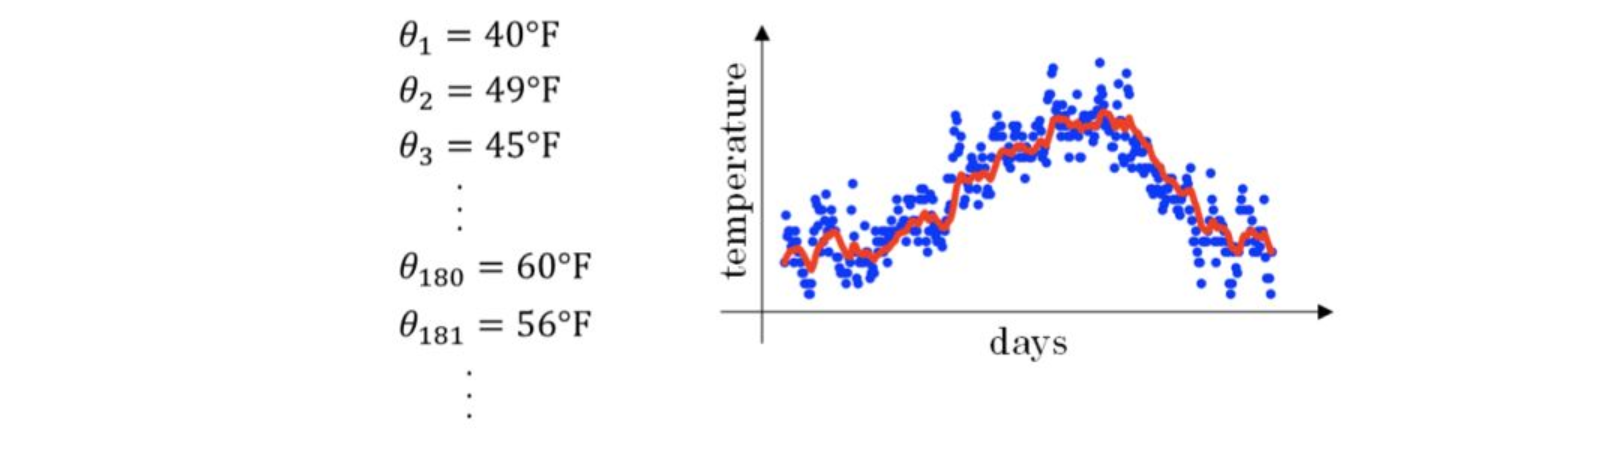 θ₁ = 40°F
θ₂ = 49°F
θ₃ = 45°F
⋮
θ₁₈₀ = 60°F
θ₁₈₁ = 56°F
⋮
temperature
days